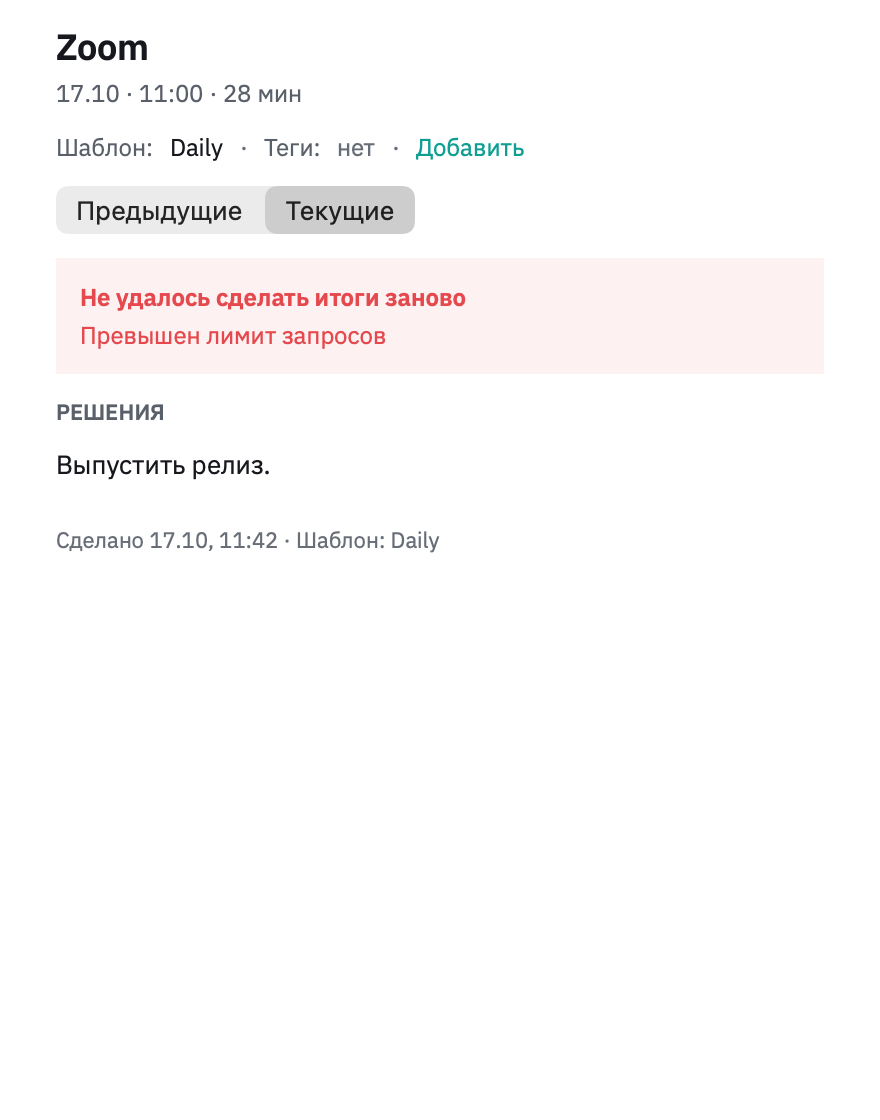 Zoom
17.10 · 11:00 · 28 мин
Шаблон: Daily · Теги: нет · Добавить
Предыдущие Текущие
Не удалось сделать итоги заново
Превышен лимит запросов
РЕШЕНИЯ
Выпустить релиз.
Сделано 17.10, 11:42 · Шаблон: Daily